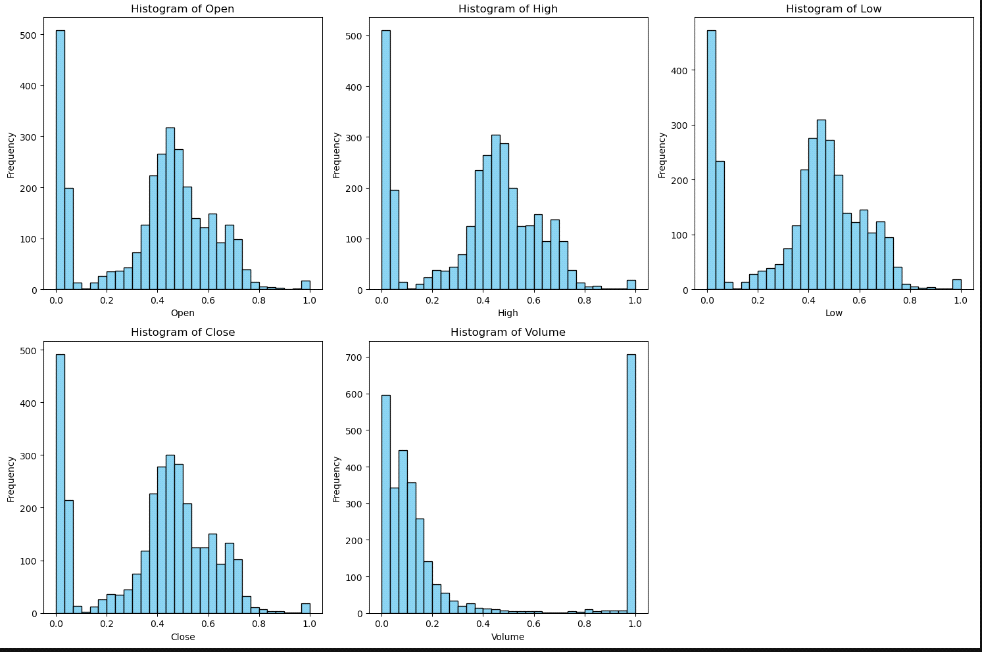 Histogram of Open
500
400
300
200
100
0
Frequency
0.0 0.2 0.4 0.6 0.8 1.0
Open
Histogram of High
500
400
300
200
100
0
Frequency
0.0 0.2 0.4 0.6 0.8 1.0
High
Histogram of Low
400
300
200
100
0
Frequency
0.0 0.2 0.4 0.6 0.8 1.0
Low
Histogram of Close
500
400
300
200
100
0
Frequency
0.0 0.2 0.4 0.6 0.8 1.0
Close
Histogram of Volume
700
600
500
400
300
200
100
0
Frequency
0.0 0.2 0.4 0.6 0.8 1.0
Volume